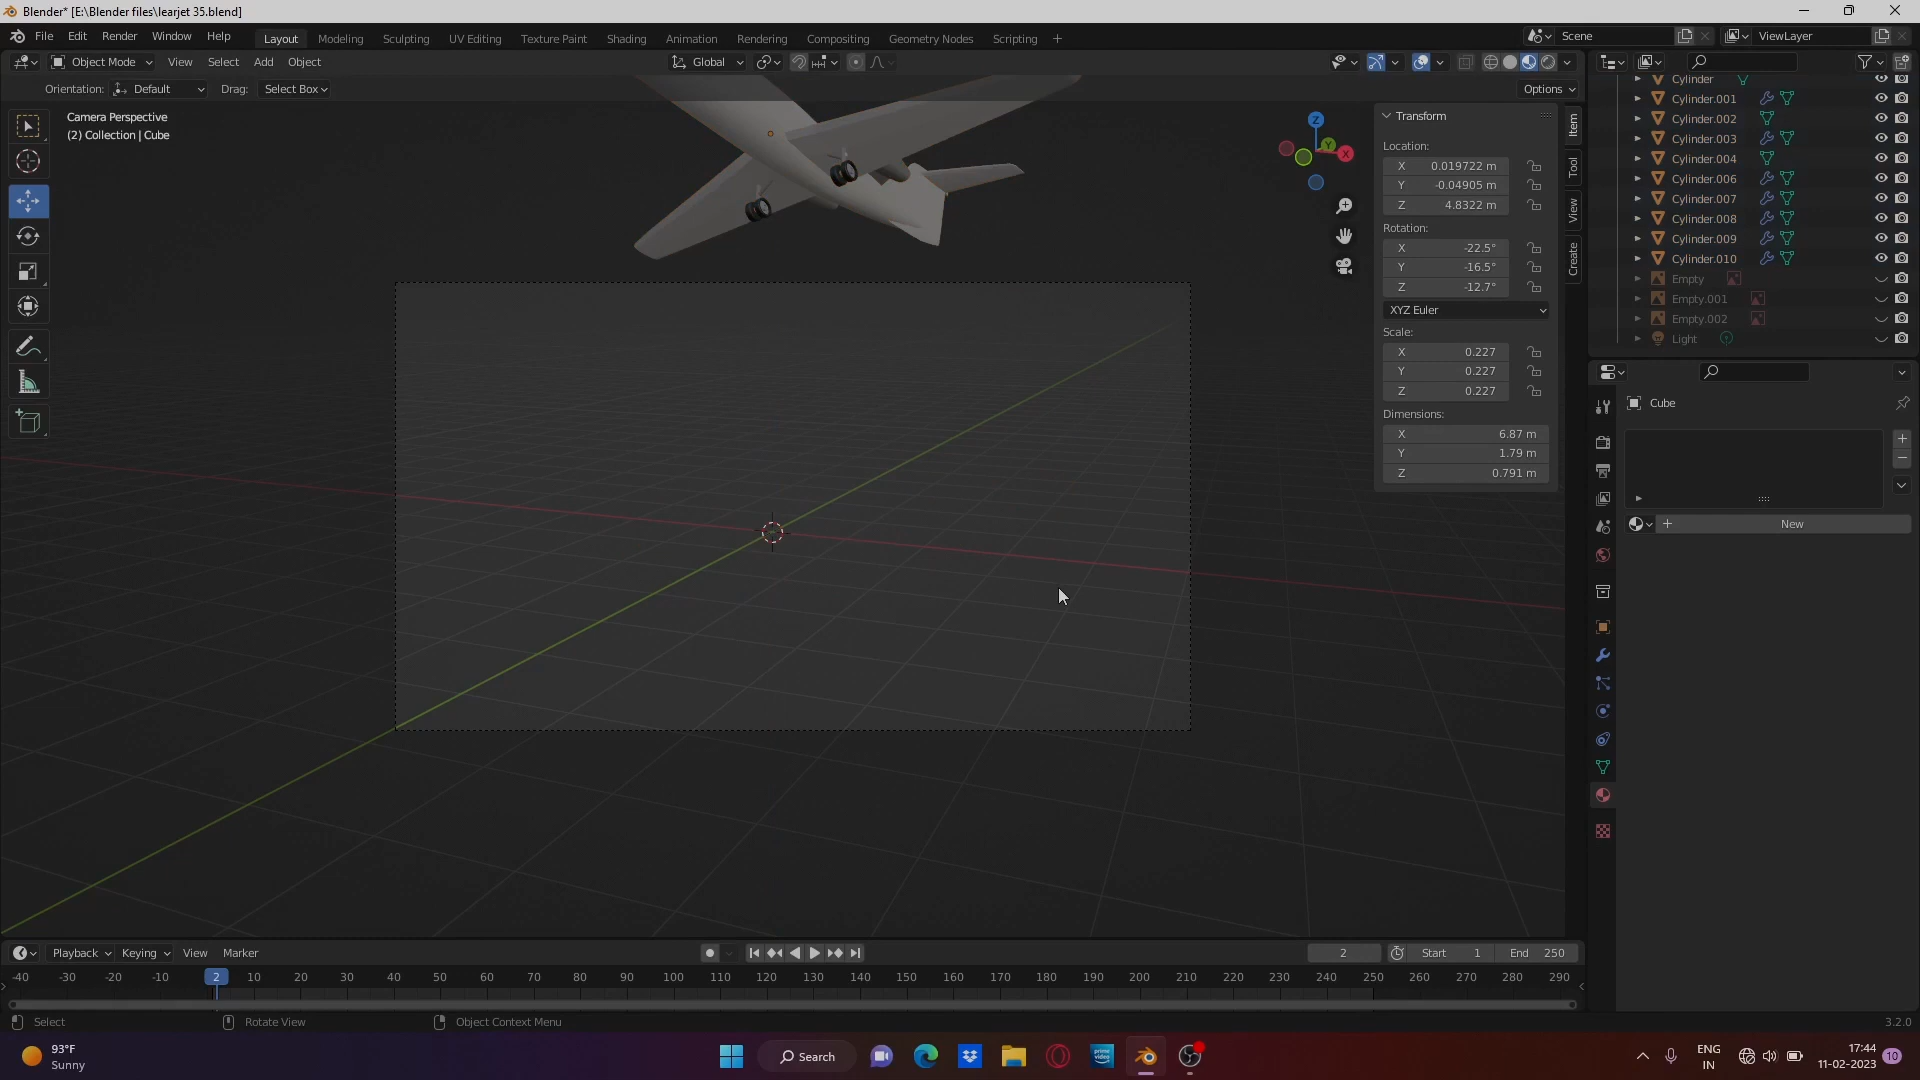 Blender* [E:\Blender files\learjet 35.blend]
File Edit Render Window Help Layout Modeling Sculpting UV Editing Texture Paint Shading Animation Rendering Compositing Geometry Nodes Scripting + Scene ViewLayer
Object Mode View Select Add Object Global
Orientation: Default Drag: Select Box Options
Camera Perspective
(2) Collection | Cube
Transform
Location:
X 0.019722 m
Y -0.04905 m
Z 4.8322 m
Rotation:
X -22.5°
Y -16.5°
Z -12.7°
XYZ Euler
Scale:
X 0.227
Y 0.227
Z 0.227
Dimensions:
X 6.87 m
Y 1.79 m
Z 0.791 m
Item
Tool
View
Create
Z
Y
X
Cylinder
Cylinder.001
Cylinder.002
Cylinder.003
Cylinder.004
Cylinder.006
Cylinder.007
Cylinder.008
Cylinder.009
Cylinder.010
Empty
Empty.001
Empty.002
Light
Cube
New
Playback Keying View Marker 2 Start 1 End 250
-40 -30 -20 -10 2 10 20 30 40 50 60 70 80 90 100 110 120 130 140 150 160 170 180 190 200 210 220 230 240 250 260 270 280 290
Select Rotate View Object Context Menu 3.2.0
93°F
Sunny
Search
prime video
ENG
IN
17:44
11-02-2023
10